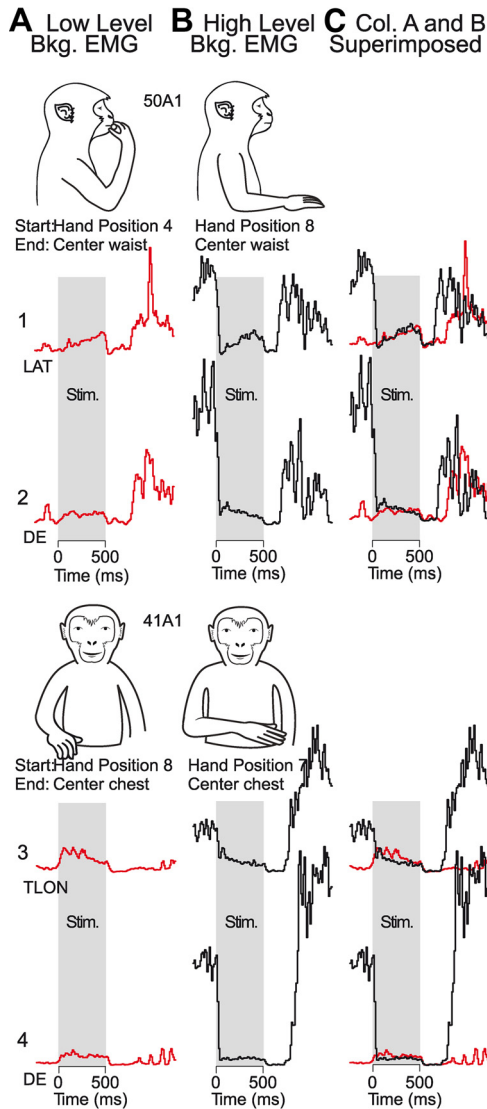 A Low Level Bkg. EMG
B High Level Bkg. EMG
C Col. A and B Superimposed
50A1
Start:Hand Position 4
End: Center waist
Hand Position 8
Center waist
1
LAT
Stim.
Stim.
Stim.
2
DE
0 500
Time (ms)
0 500
Time (ms)
0 500
Time (ms)
41A1
Start:Hand Position 8
End: Center chest
Hand Position 7
Center chest
3
TLON
Stim.
Stim.
Stim.
4
DE
0 500
Time (ms)
0 500
Time (ms)
0 500
Time (ms)